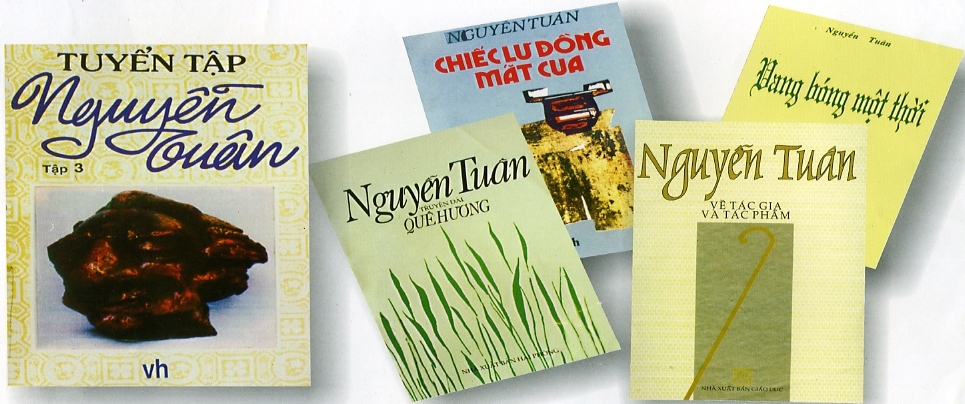 TUYỂN TẬP
Nguyễn
Tuân
Tập 3
vh
NGUYỄN TUÂN
CHIẾC LƯ ĐỒNG
MẮT CUA
vh
Nguyễn Tuân
TRUYỆN DÀI
QUÊ HƯƠNG
NHÀ XUẤT BẢN HẢI PHÒNG
Nguyễn Tuân
VỀ TÁC GIA
VÀ TÁC PHẨM
NHÀ XUẤT BẢN GIÁO DỤC
Nguyễn Tuân
Vang bóng một thời